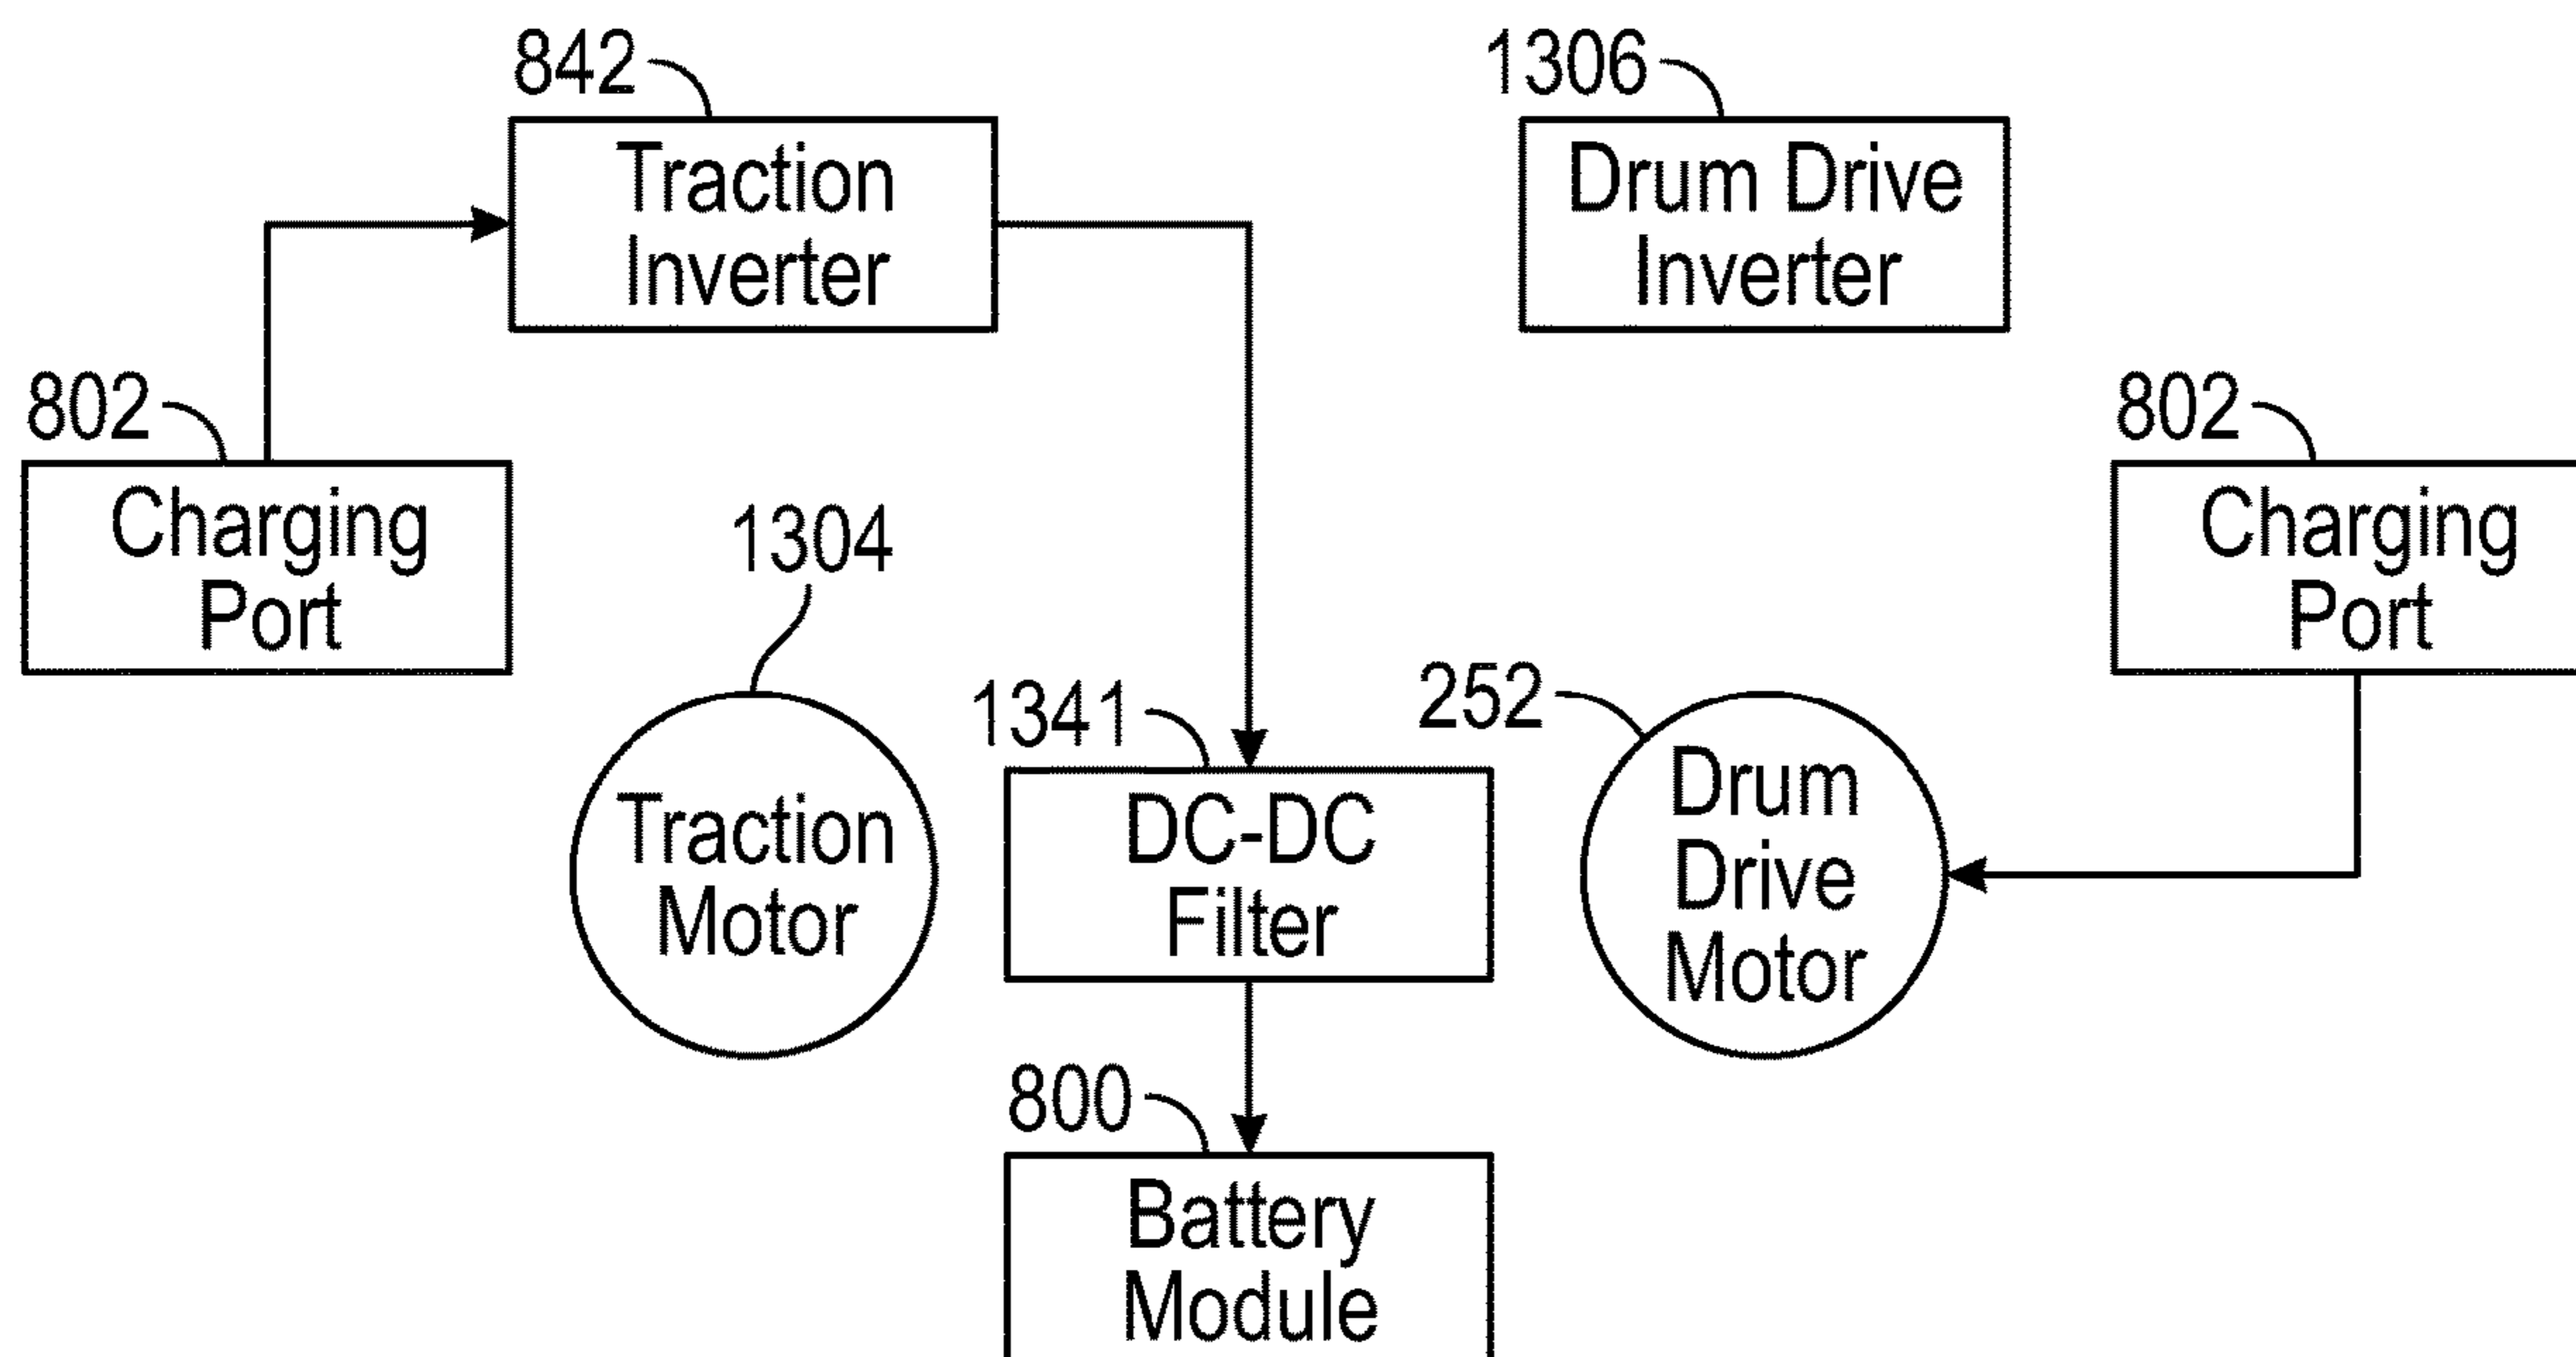 842
Traction
Inverter
1306
Drum Drive
Inverter
802
Charging
Port
802
Charging
Port
1304
Traction
Motor
1341
DC-DC
Filter
252
Drum
Drive
Motor
800
Battery
Module